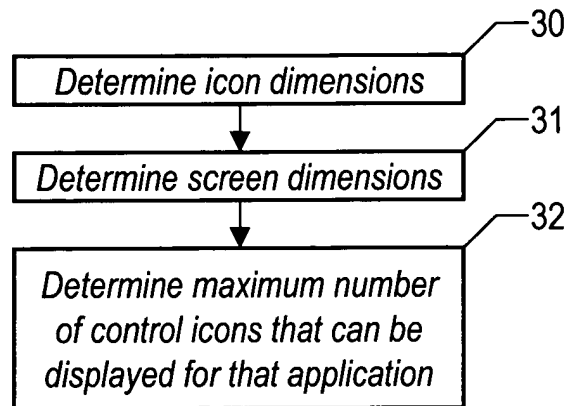 30
Determine icon dimensions
31
Determine screen dimensions
32
Determine maximum number
of control icons that can be
displayed for that application